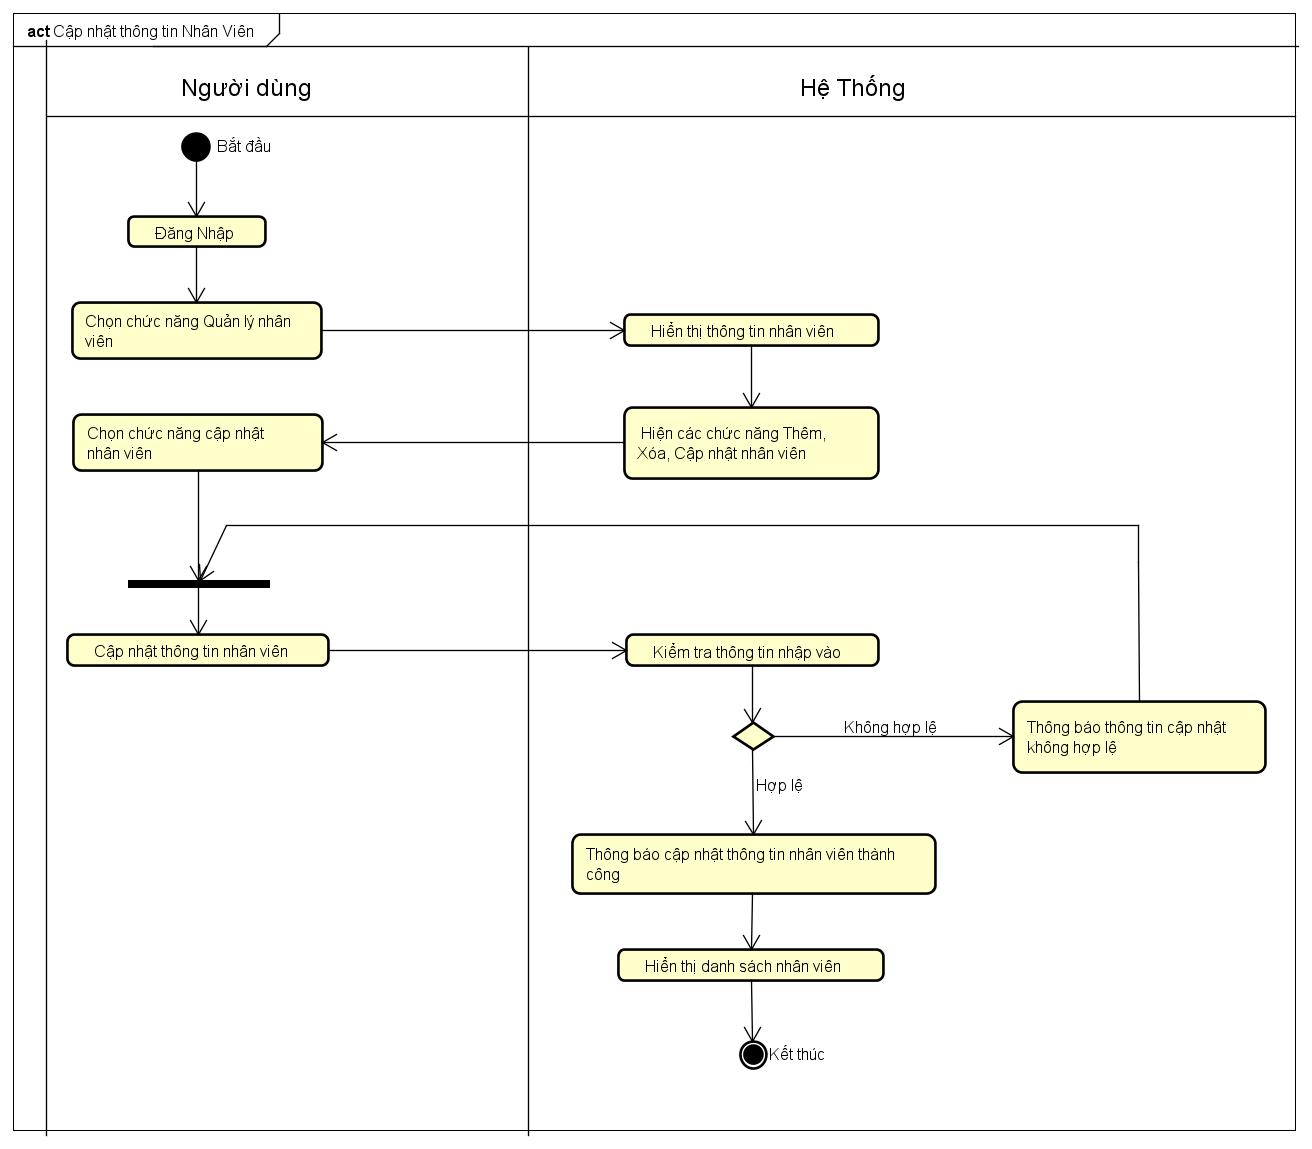 act Cập nhật thông tin Nhân Viên
Người dùng
Hệ Thống
Bắt đầu
Đăng Nhập
Chọn chức năng Quản lý nhân
viên
Hiển thị thông tin nhân viên
Chọn chức năng cập nhật
nhân viên
Hiện các chức năng Thêm,
Xóa, Cập nhật nhân viên
Cập nhật thông tin nhân viên
Kiểm tra thông tin nhập vào
Không hợp lệ
Thông báo thông tin cập nhật
không hợp lệ
Hợp lệ
Thông báo cập nhật thông tin nhân viên thành
công
Hiển thị danh sách nhân viên
Kết thúc